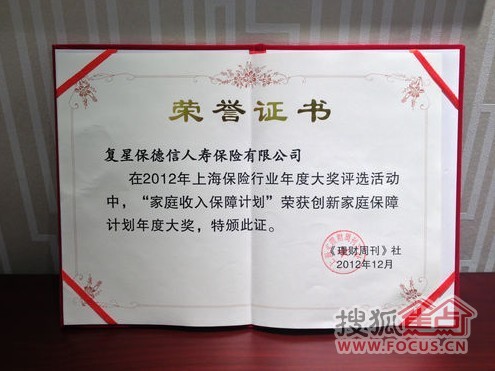 荣誉证书
复星保德信人寿保险有限公司
在2012年上海保险行业年度大奖评选活动
中，“家庭收入保障计划”荣获创新家庭保障
计划年度大奖，特颁此证。
《理财周刊》社
2012年12月
搜狐焦点
WWW.FOCUS.CN